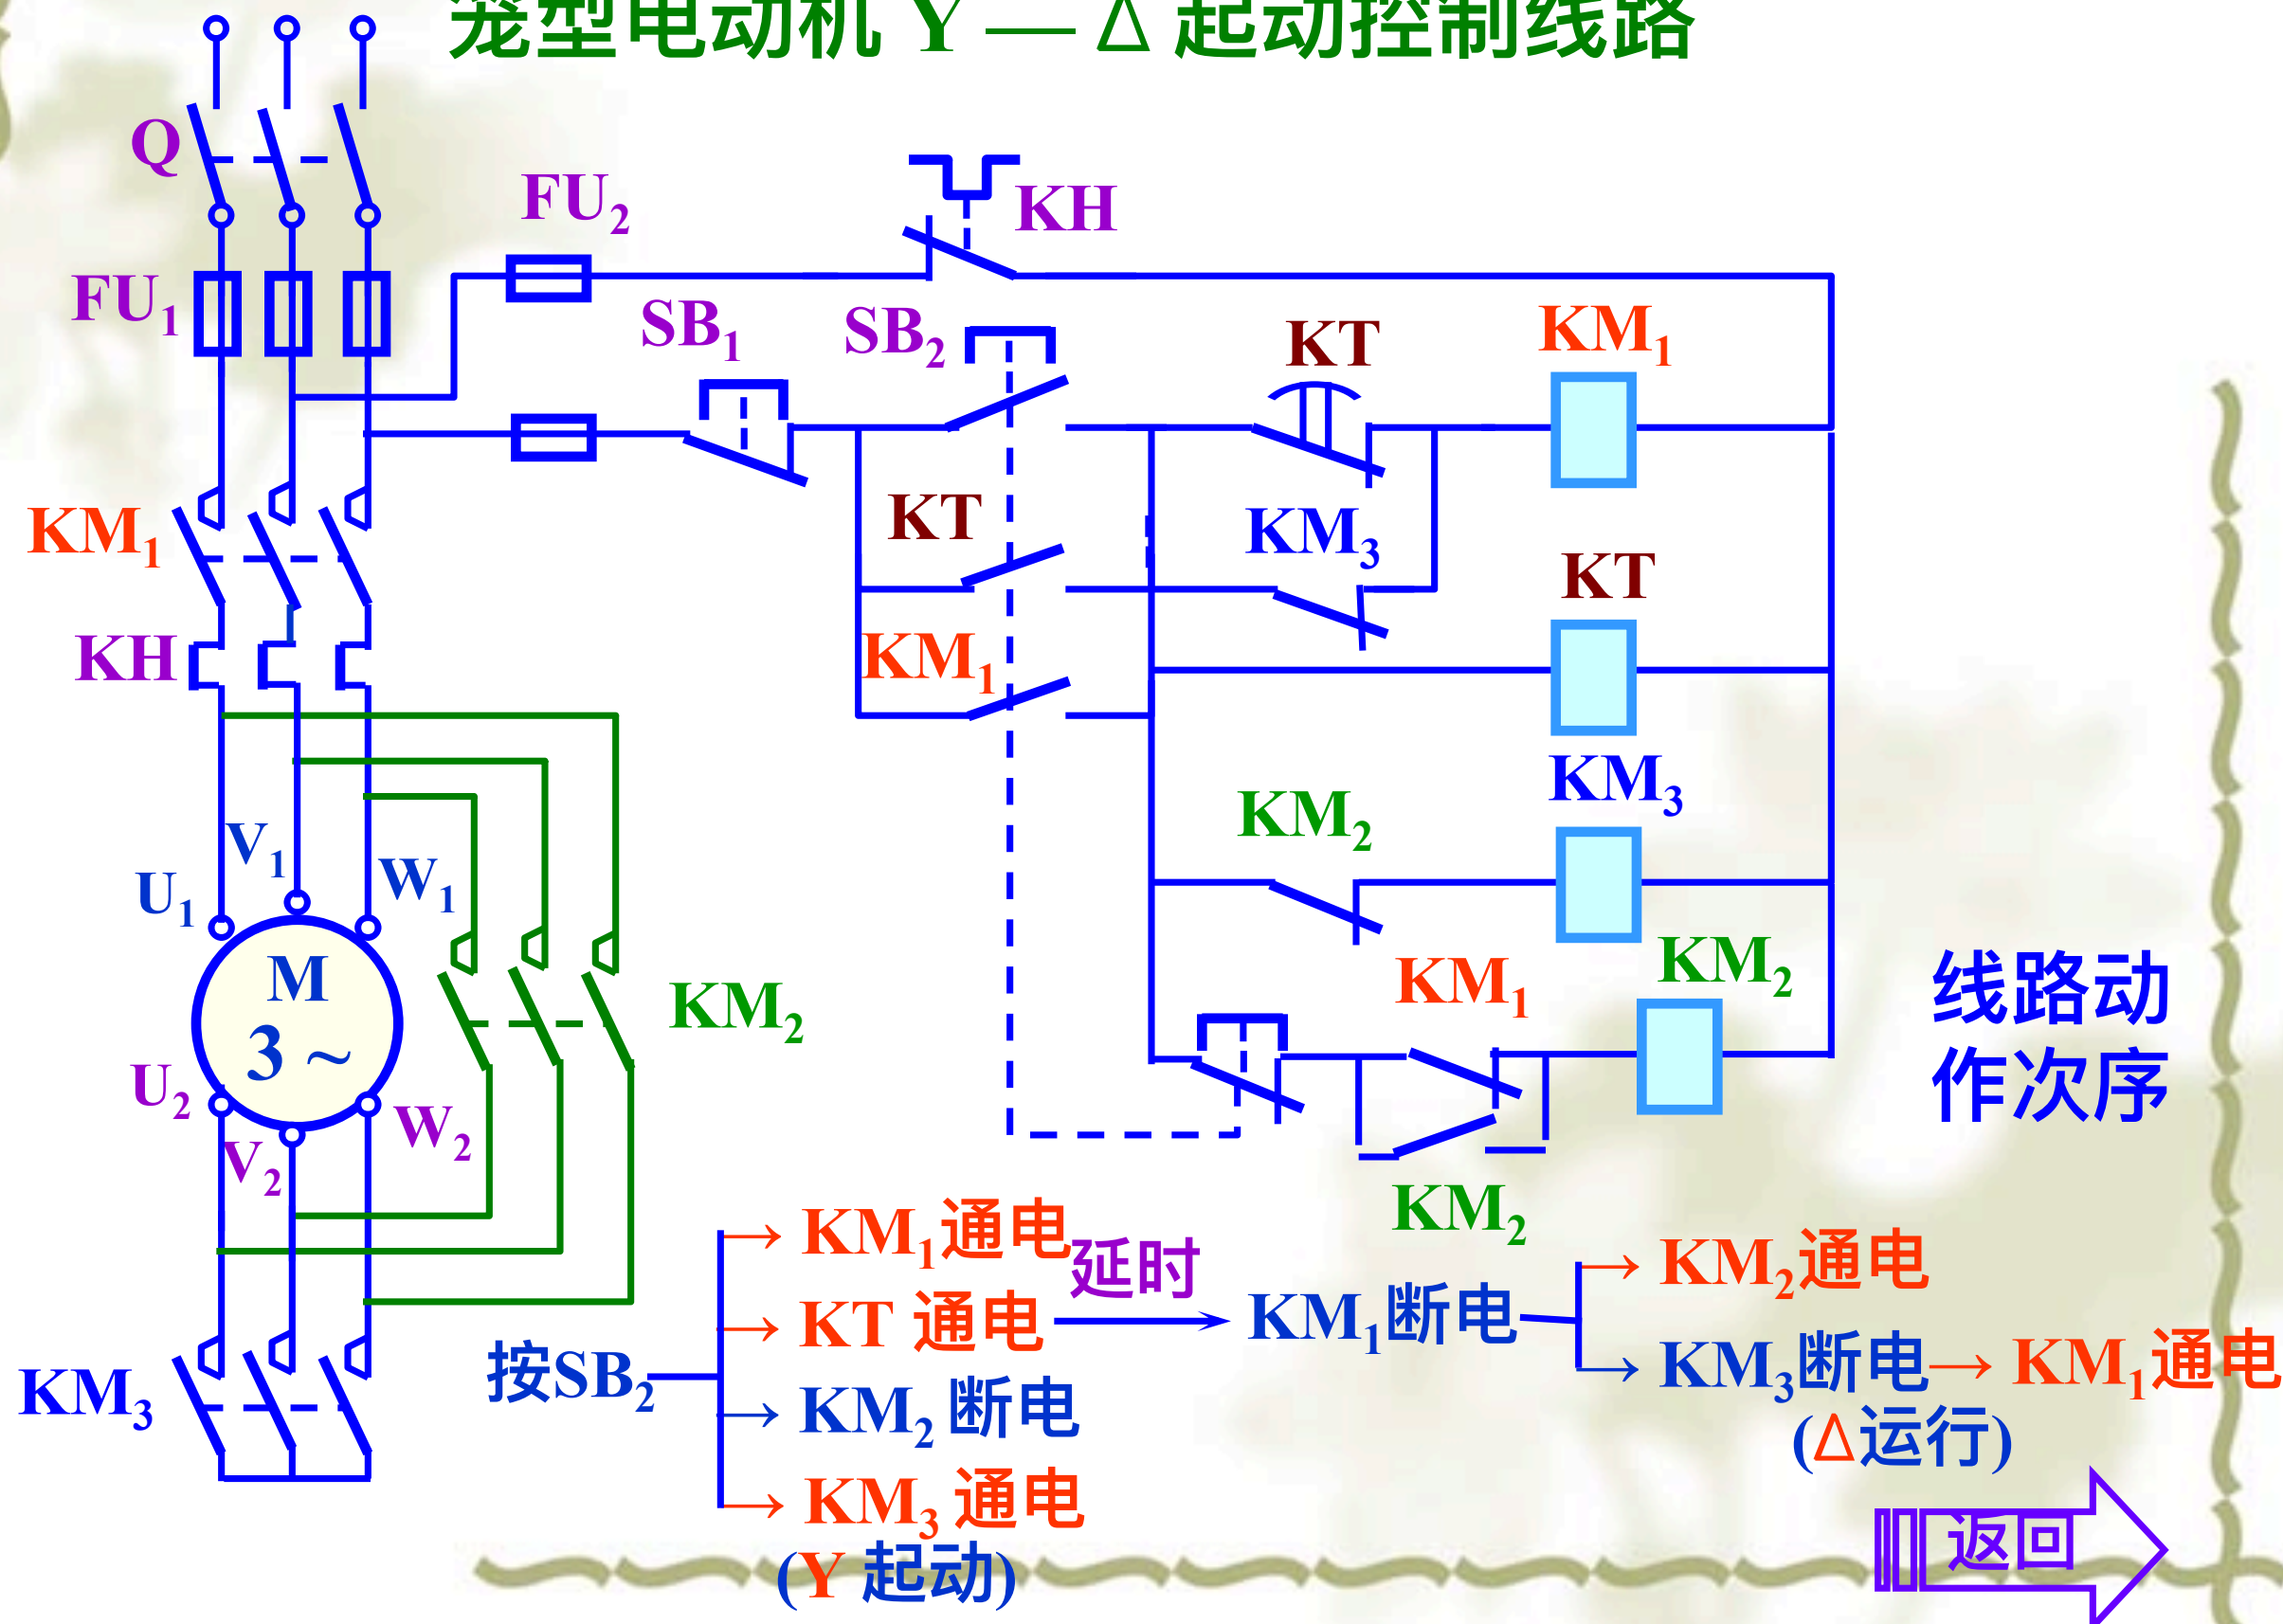 笼型电动机 Y — Δ 起动控制线路
Q
FU₂
KH
FU₁
SB₁
SB₂
KT
KM₁
KT
KM₃
KM₁
KT
KH
KM₁
KM₃
KM₂
V₁
W₁
U₁
M
3 ~
KM₂
KM₁
KM₂
线路动
作次序
U₂
W₂
V₂
KM₂
KM₁通电
延时
KM₂通电
KT 通电
KM₁断电
按SB₂
KM₃断电
KM₁通电
KM₃
KM₂ 断电
(Δ运行)
KM₃ 通电
(Y 起动)
返回